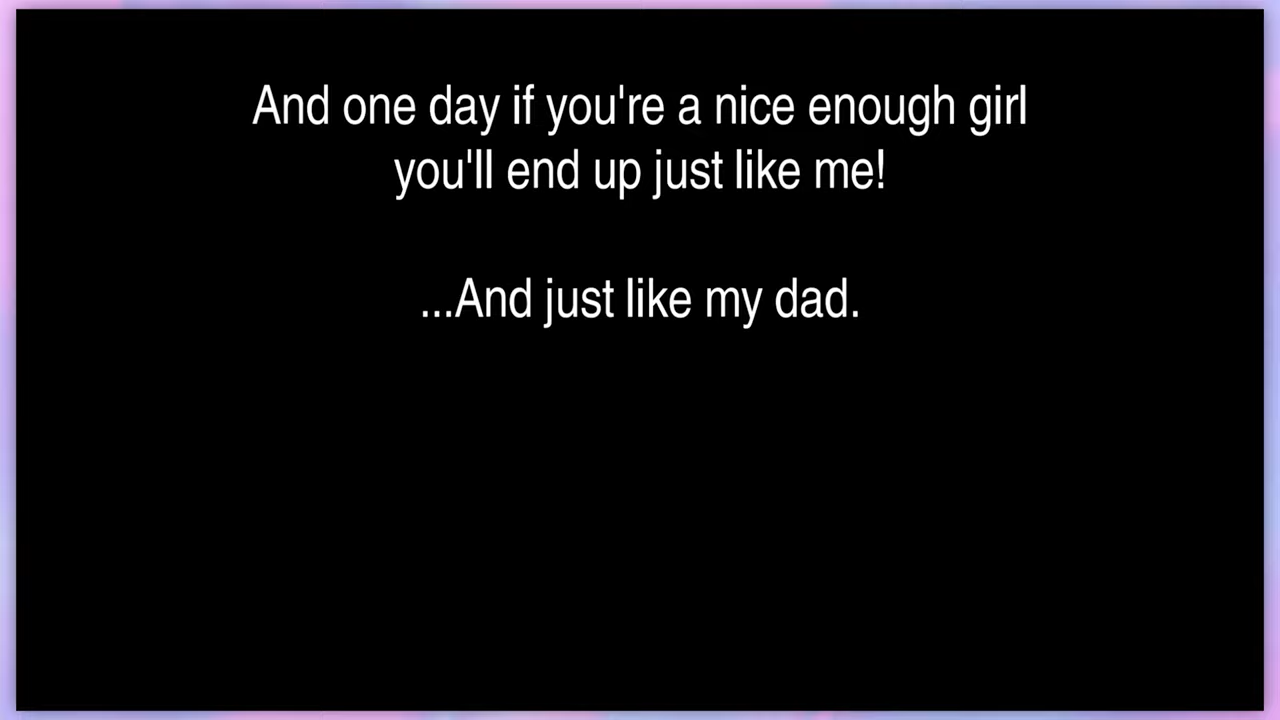 And one day if you're a nice enough girl
you'll end up just like me!
...And just like my dad.